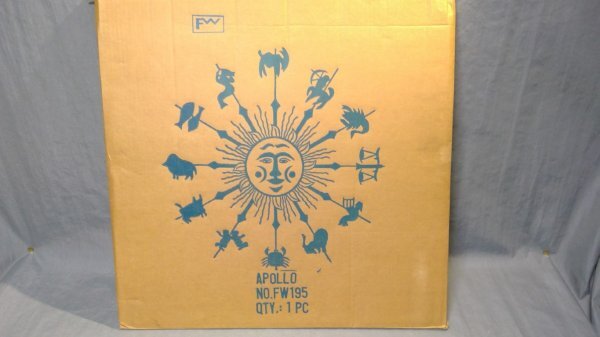 FW
APOLLO
NO.FW195
QTY.: 1 PC